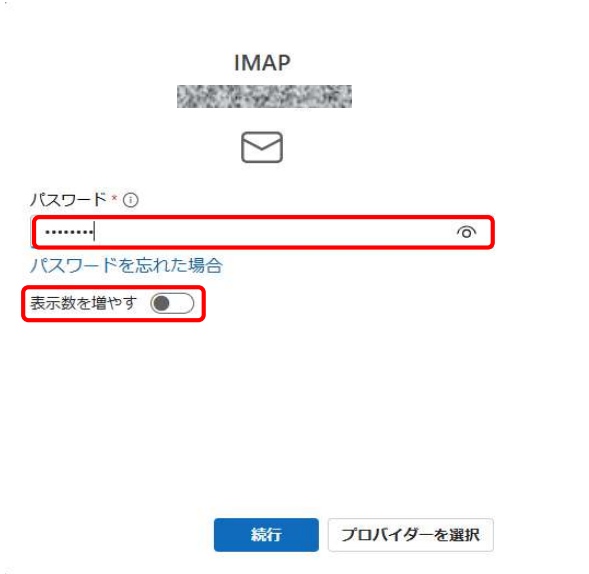 IMAP
パスワード * ⓘ
........
パスワードを忘れた場合
表示数を増やす
続行 プロバイダーを選択